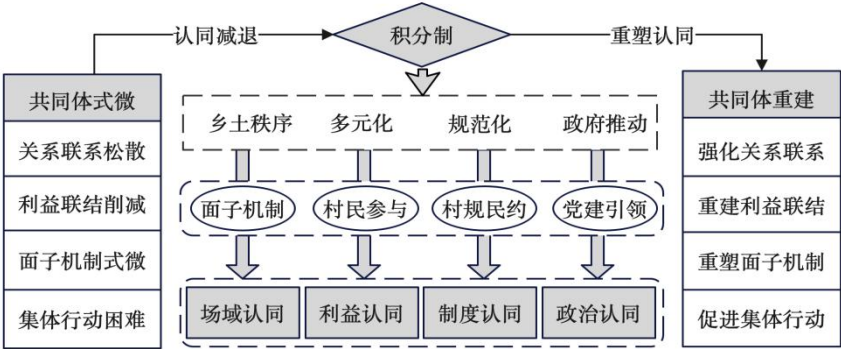 认同减退
积分制
重塑认同
共同体式微
关系联系松散
利益联结削减
面子机制式微
集体行动困难
乡土秩序 多元化 规范化 政府推动
面子机制 村民参与 村规民约 党建引领
场域认同 利益认同 制度认同 政治认同
共同体重建
强化关系联系
重建利益联结
重塑面子机制
促进集体行动